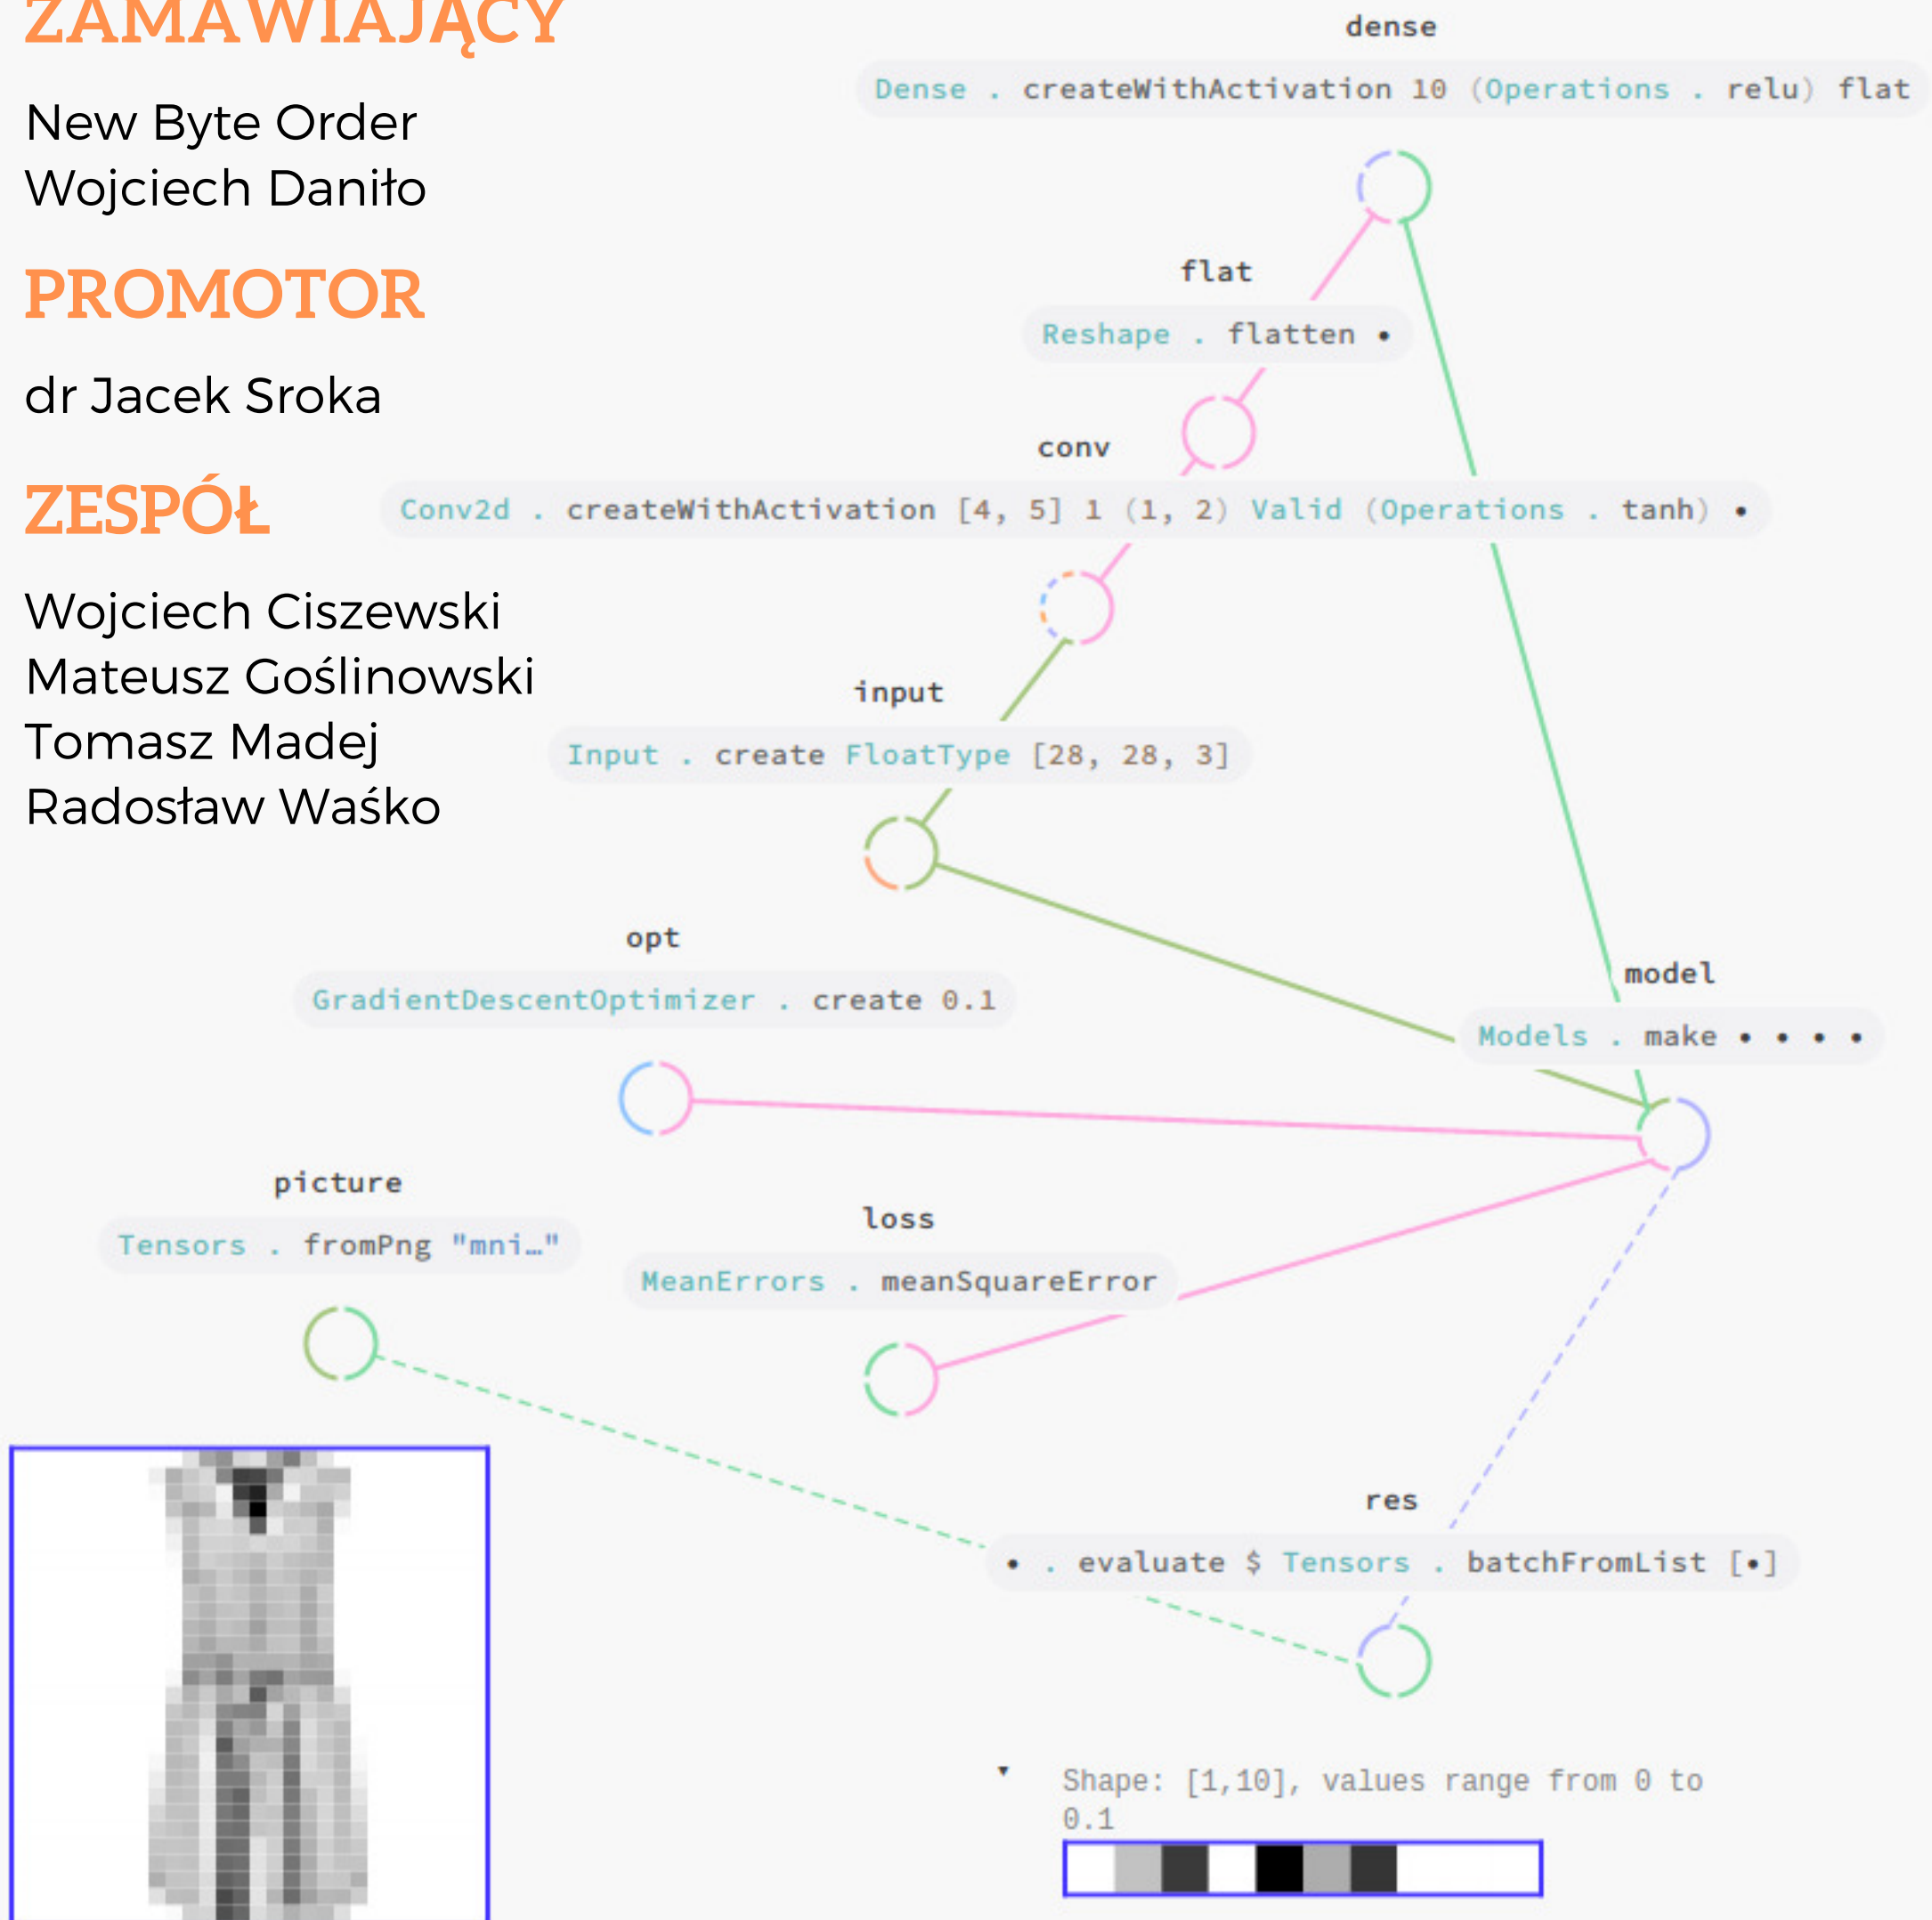 ZAMAWIAJĄCY
New Byte Order
Wojciech Daniło
PROMOTOR
dr Jacek Sroka
ZESPÓŁ
Wojciech Ciszewski
Mateusz Goślinowski
Tomasz Madej
Radosław Waśko
dense
Dense . createWithActivation 10 (Operations . relu) flat
flat
Reshape . flatten •
conv
Conv2d . createWithActivation [4, 5] 1 (1, 2) Valid (Operations . tanh) •
input
Input . create FloatType [28, 28, 3]
opt
GradientDescentOptimizer . create 0.1
model
Models . make • • • •
picture
Tensors . fromPng "mni…"
loss
MeanErrors . meanSquareError
res
• . evaluate $ Tensors . batchFromList [•]
Shape: [1,10], values range from 0 to
0.1